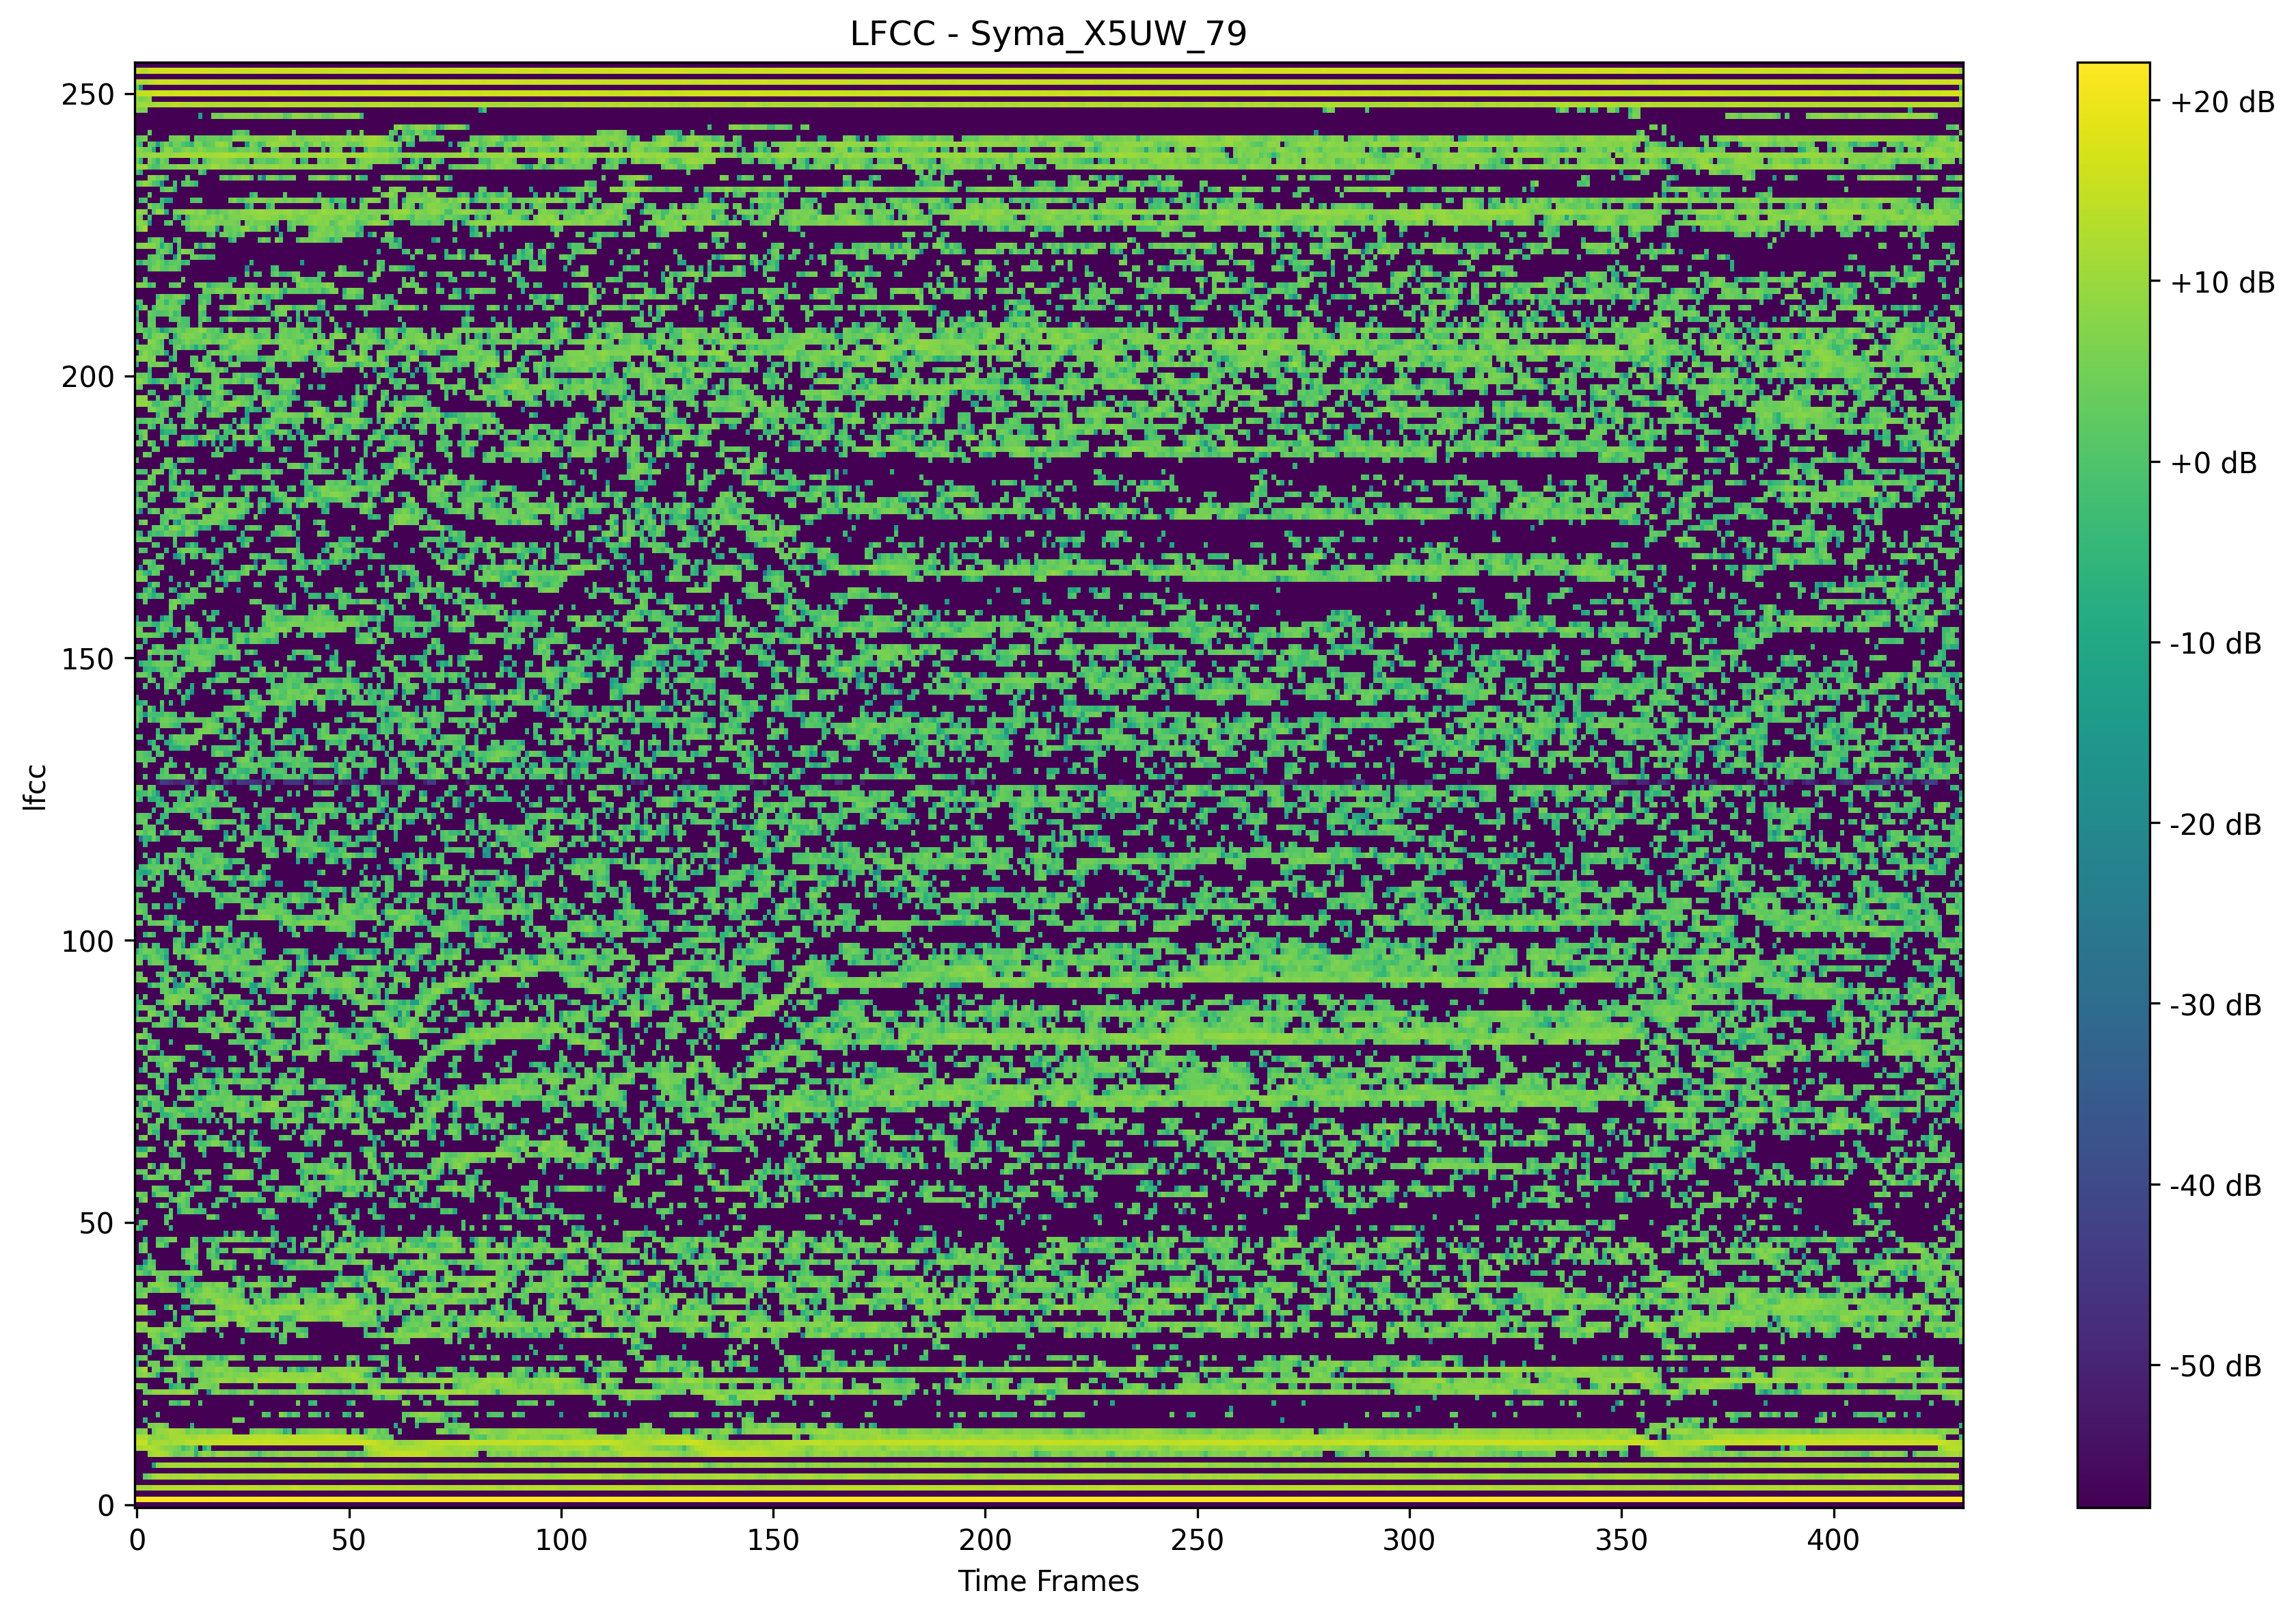 LFCC - Syma_X5UW_79
250
200
150
100
50
0
lfcc
0 50 100 150 200 250 300 350 400
Time Frames
+20 dB
+10 dB
+0 dB
-10 dB
-20 dB
-30 dB
-40 dB
-50 dB